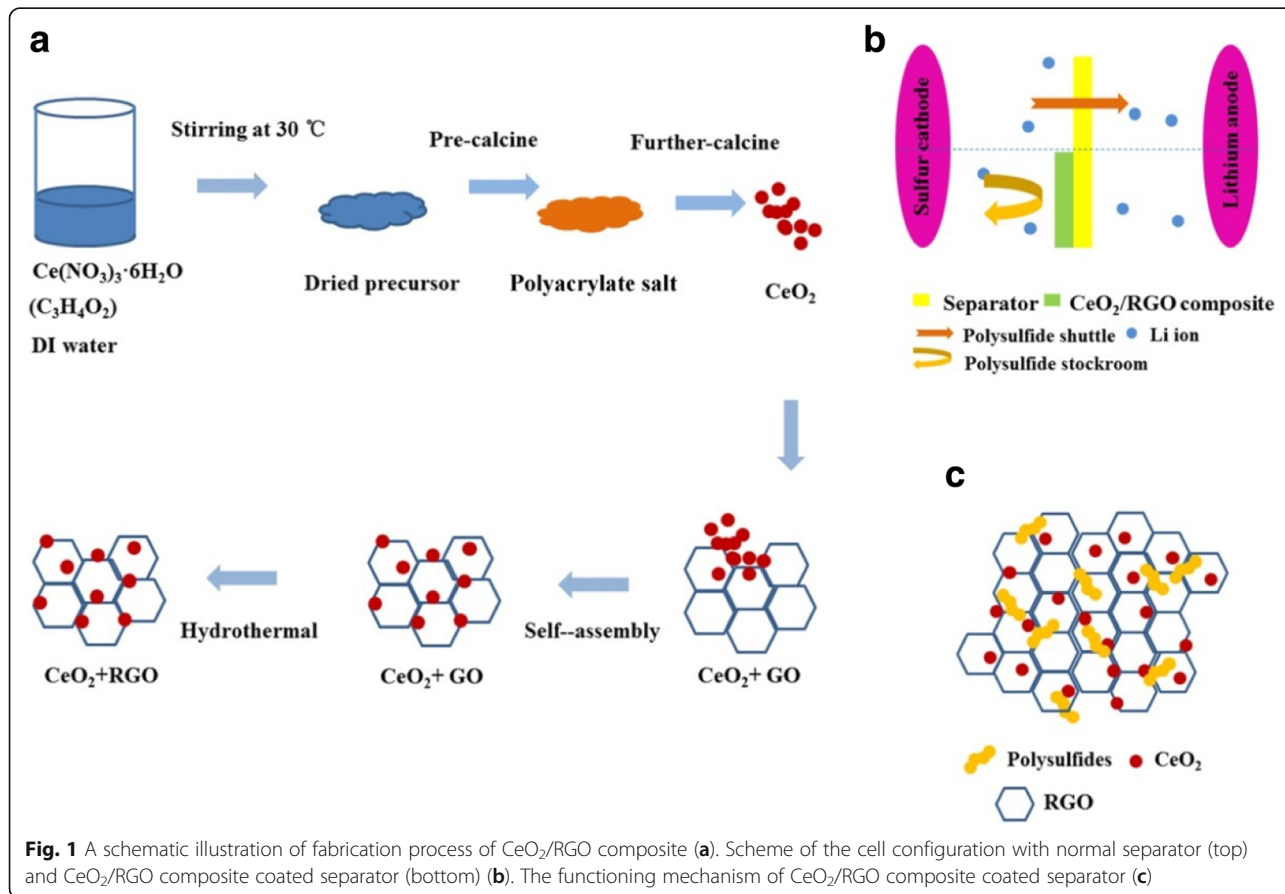 a
Stirring at 30 ℃
Pre-calcine
Further-calcine
Ce(NO₃)₃·6H₂O
(C₃H₄O₂)
DI water
Dried precursor
Polyacrylate salt
CeO₂
Hydrothermal
Self--assembly
CeO₂+RGO
CeO₂+ GO
CeO₂+ GO
b
Sulfur cathode
Lithium anode
Separator
CeO₂/RGO composite
Polysulfide shuttle
Li ion
Polysulfide stockroom
c
Polysulfides
CeO₂
RGO
Fig. 1 A schematic illustration of fabrication process of CeO₂/RGO composite (a). Scheme of the cell configuration with normal separator (top)
and CeO₂/RGO composite coated separator (bottom) (b). The functioning mechanism of CeO₂/RGO composite coated separator (c)